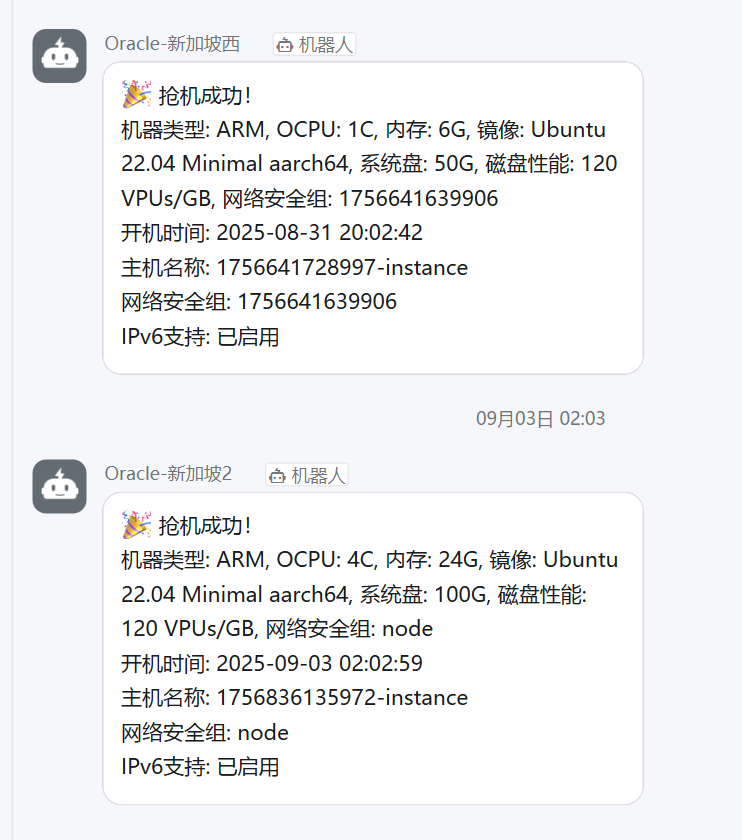 Oracle-新加坡西 机器人
🎉 抢机成功！
机器类型: ARM, OCPU: 1C, 内存: 6G, 镜像: Ubuntu
22.04 Minimal aarch64, 系统盘: 50G, 磁盘性能: 120
VPUs/GB, 网络安全组: 1756641639906
开机时间: 2025-08-31 20:02:42
主机名称: 1756641728997-instance
网络安全组: 1756641639906
IPv6支持: 已启用
09月03日 02:03
Oracle-新加坡2 机器人
🎉 抢机成功！
机器类型: ARM, OCPU: 4C, 内存: 24G, 镜像: Ubuntu
22.04 Minimal aarch64, 系统盘: 100G, 磁盘性能:
120 VPUs/GB, 网络安全组: node
开机时间: 2025-09-03 02:02:59
主机名称: 1756836135972-instance
网络安全组: node
IPv6支持: 已启用